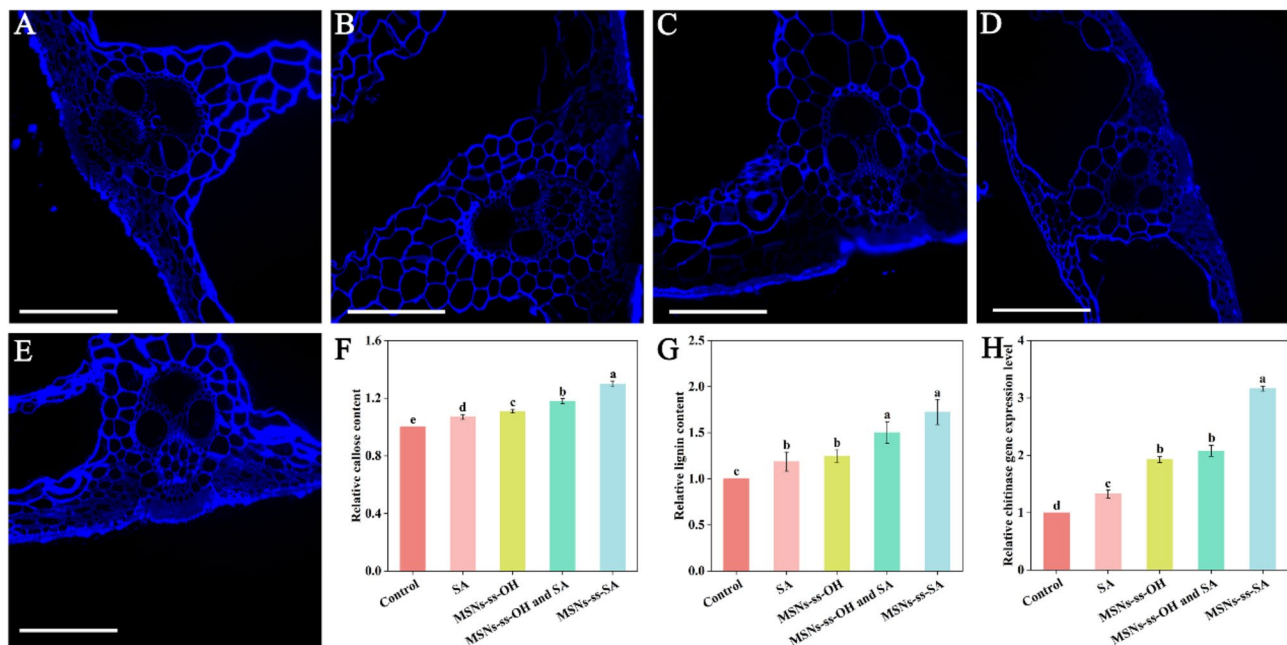 A
B
C
D
E
F
Relative callose content
1.6
1.2
0.8
0.4
0.0
e
d
c
b
a
Control
SA
MSNs-ss-OH
MSNs-ss-OH and SA
MSNs-ss-SA
G
Relative lignin content
2.5
2.0
1.5
1.0
0.5
0.0
c
b
b
a
a
Control
SA
MSNs-ss-OH
MSNs-ss-OH and SA
MSNs-ss-SA
H
Relative chitinase gene expression level
4
3
2
1
0
d
c
b
b
a
Control
SA
MSNs-ss-OH
MSNs-ss-OH and SA
MSNs-ss-SA